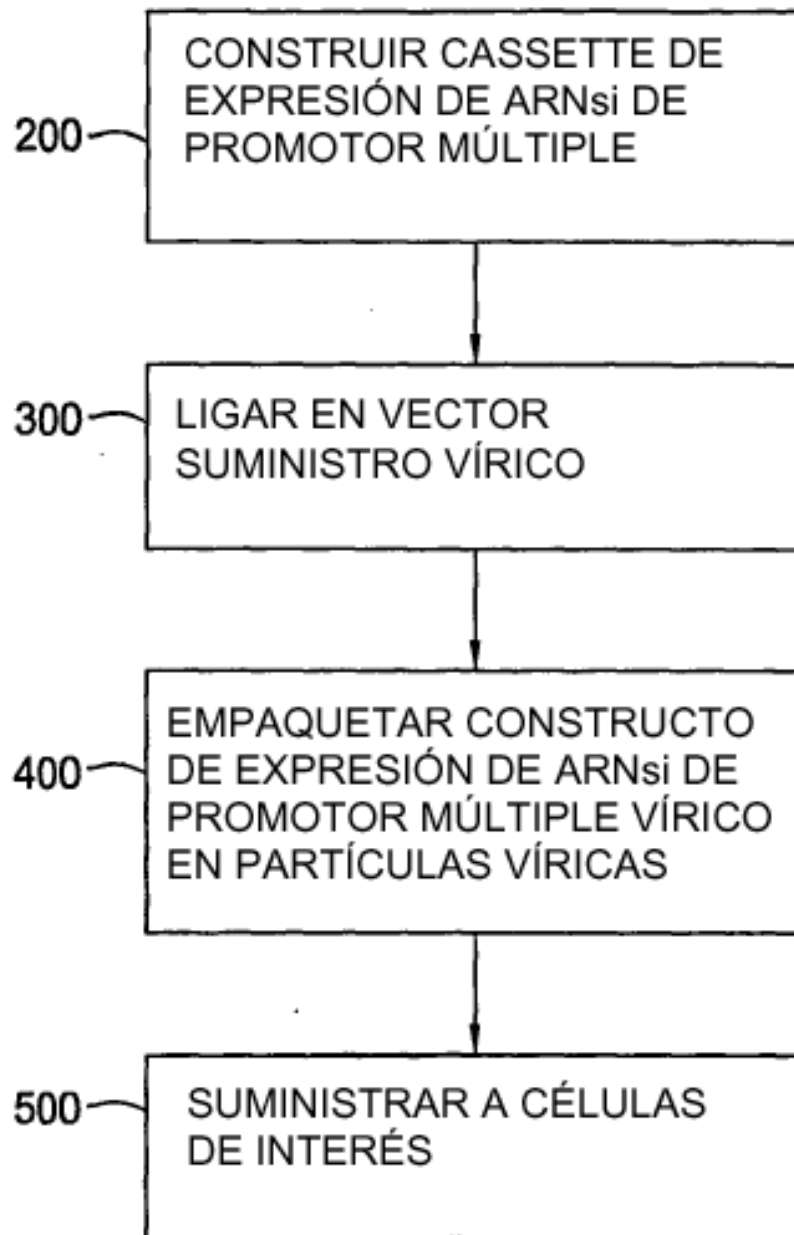 CONSTRUIR CASSETTE DE
EXPRESIÓN DE ARNsi DE
PROMOTOR MÚLTIPLE
200
LIGAR EN VECTOR
SUMINISTRO VÍRICO
300
EMPAQUETAR CONSTRUCTO
DE EXPRESIÓN DE ARNsi DE
PROMOTOR MÚLTIPLE VÍRICO
EN PARTÍCULAS VÍRICAS
400
SUMINISTRAR A CÉLULAS
DE INTERÉS
500